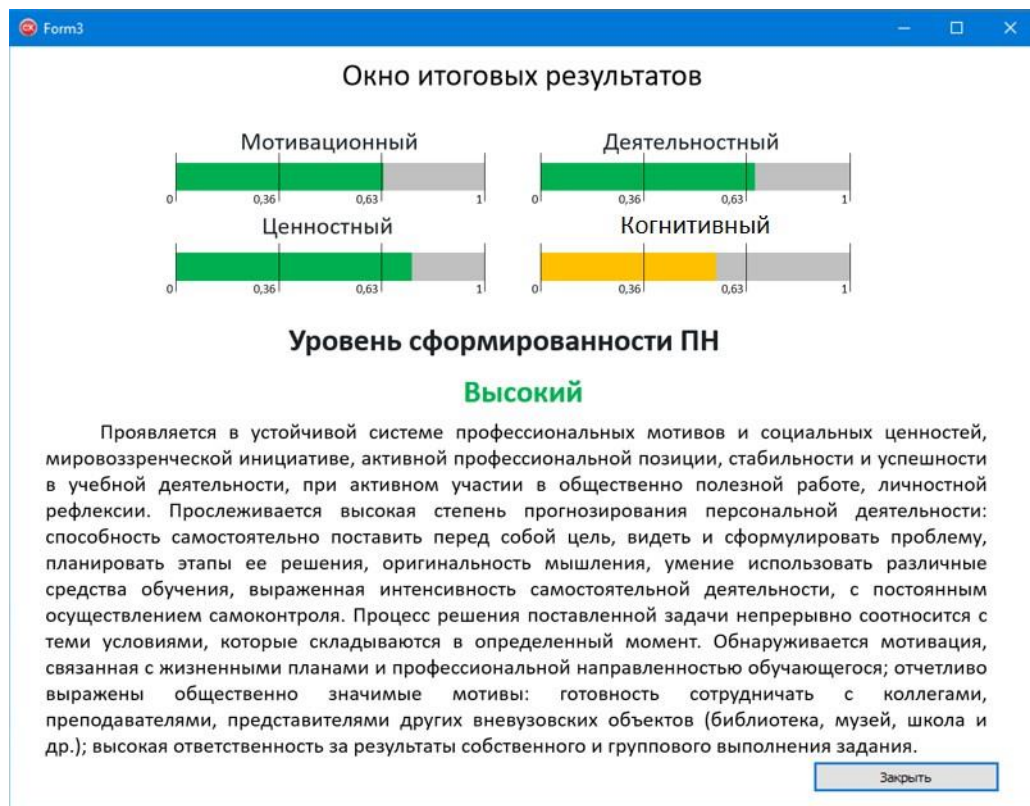 Form3
Окно итоговых результатов
Мотивационный
0 0,36 0,63 1
Деятельностный
0 0,36 0,63 1
Ценностный
0 0,36 0,63 1
Когнитивный
0 0,36 0,63 1
Уровень сформированности ПН
Высокий
Проявляется в устойчивой системе профессиональных мотивов и социальных ценностей,
мировоззренческой инициативе, активной профессиональной позиции, стабильности и успешности
в учебной деятельности, при активном участии в общественно полезной работе, личностной
рефлексии. Прослеживается высокая степень прогнозирования персональной деятельности:
способность самостоятельно поставить перед собой цель, видеть и сформулировать проблему,
планировать этапы ее решения, оригинальность мышления, умение использовать различные
средства обучения, выраженная интенсивность самостоятельной деятельности, с постоянным
осуществлением самоконтроля. Процесс решения поставленной задачи непрерывно соотносится с
теми условиями, которые складываются в определенный момент. Обнаруживается мотивация,
связанная с жизненными планами и профессиональной направленностью обучающегося; отчетливо
выражены общественно значимые мотивы: готовность сотрудничать с коллегами,
преподавателями, представителями других вневузовских объектов (библиотека, музей, школа и
др.); высокая ответственность за результаты собственного и группового выполнения задания.
Закрыть